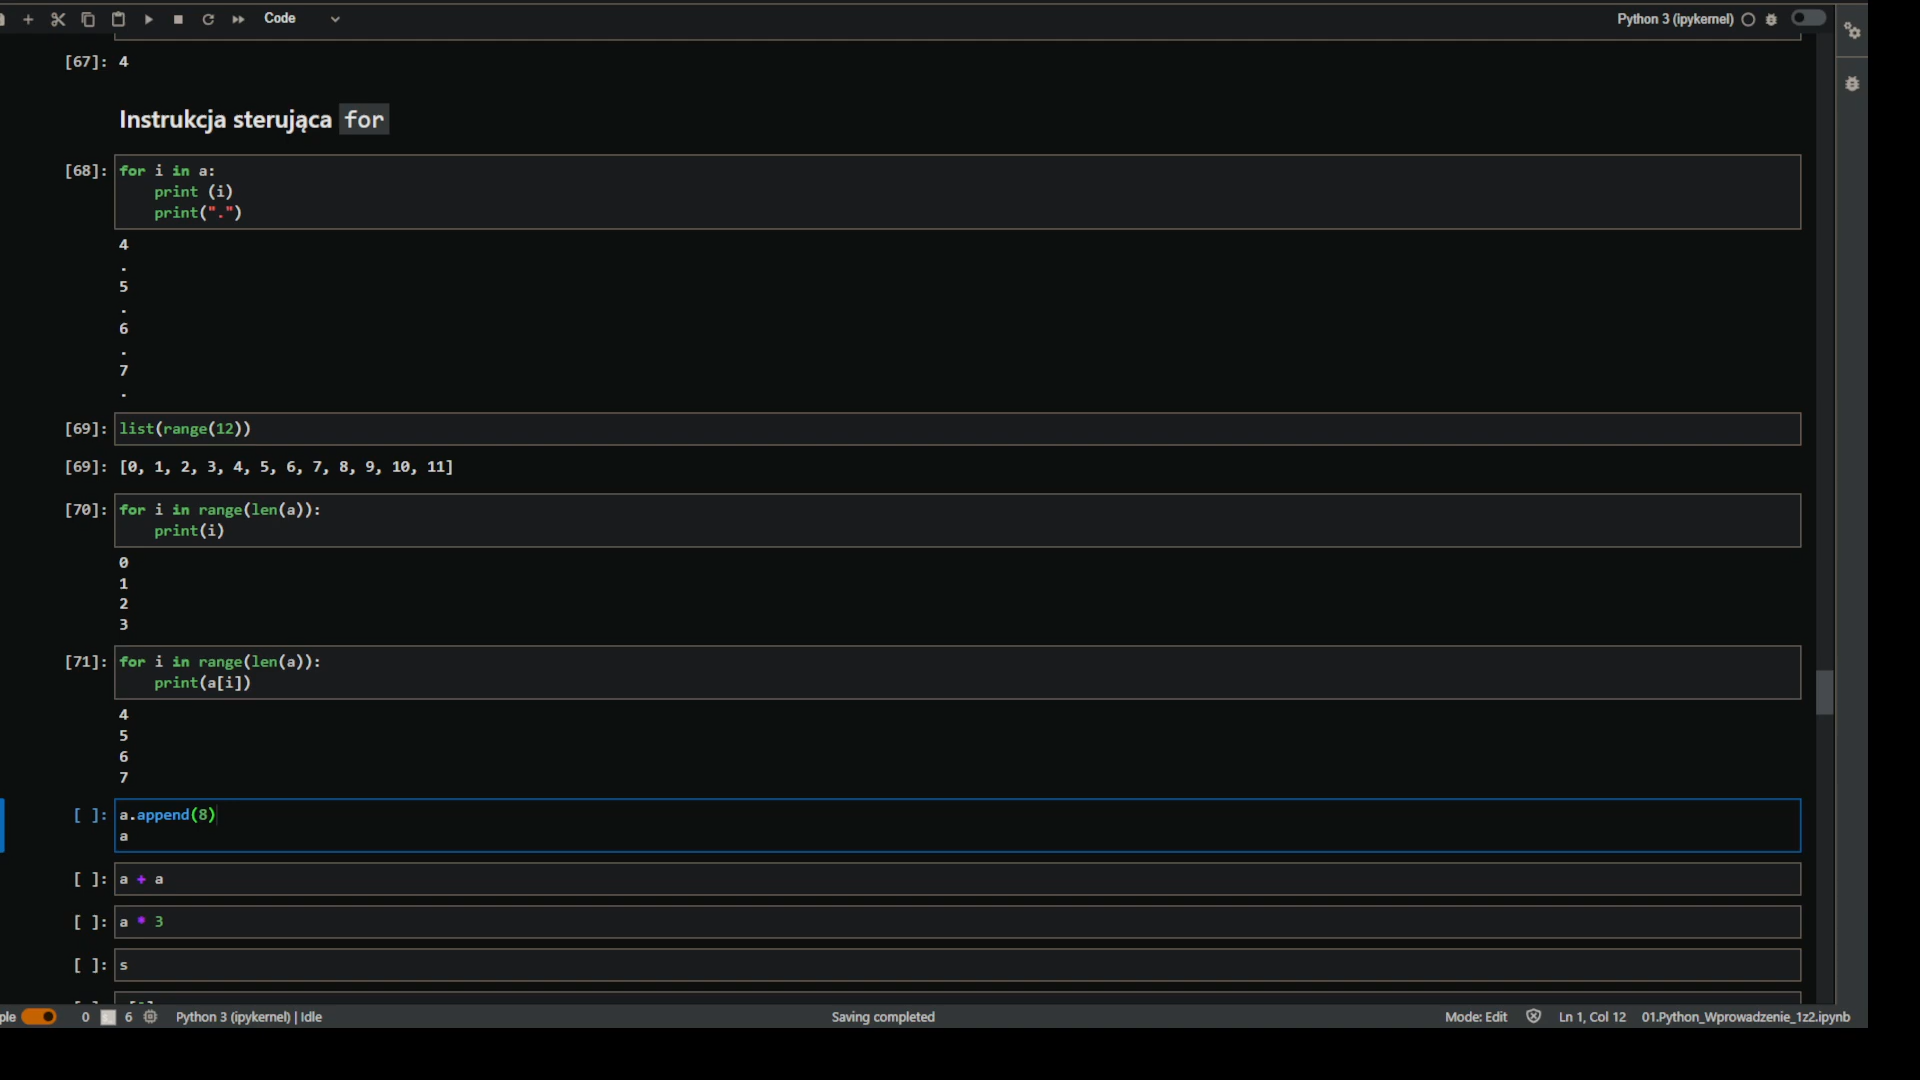 Code
Python 3 (ipykernel)
[67]: 4
Instrukcja sterująca for
[68]: for i in a:
print (i)
print(".")
4
.
5
.
6
.
7
.
[69]: list(range(12))
[69]: [0, 1, 2, 3, 4, 5, 6, 7, 8, 9, 10, 11]
[70]: for i in range(len(a)):
print(i)
0
1
2
3
[71]: for i in range(len(a)):
print(a[i])
4
5
6
7
[ ]: a.append(8)
a
[ ]: a + a
[ ]: a * 3
[ ]: s
ple 0 6 Python 3 (ipykernel) | Idle Saving completed Mode: Edit Ln 1, Col 12 01.Python_Wprowadzenie_1z2.ipynb